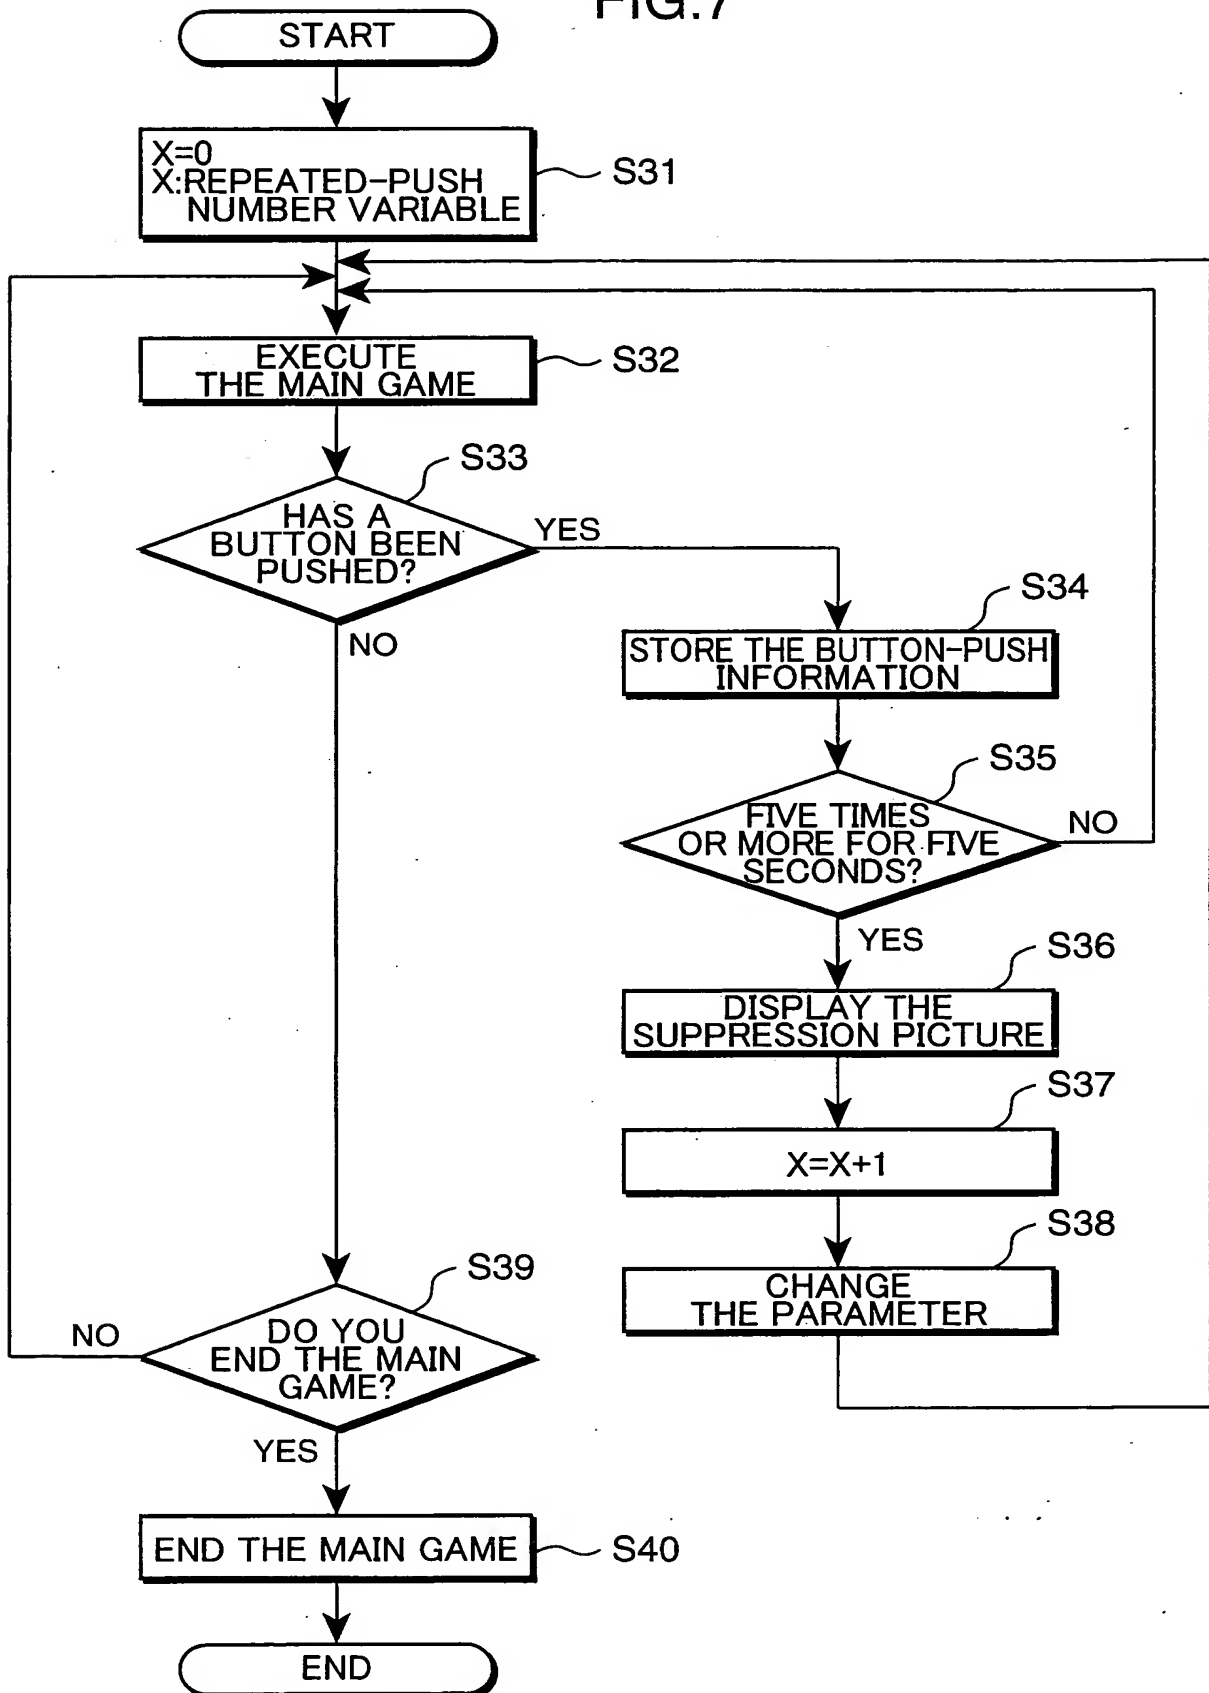 FIG.7
START
X=0
X:REPEATED-PUSH
NUMBER VARIABLE
S31
EXECUTE
THE MAIN GAME
S32
S33
HAS A
BUTTON BEEN
PUSHED?
YES
NO
S34
STORE THE BUTTON-PUSH
INFORMATION
S35
FIVE TIMES
OR MORE FOR FIVE
SECONDS?
NO
YES
S36
DISPLAY THE
SUPPRESSION PICTURE
S37
X=X+1
S38
CHANGE
THE PARAMETER
S39
DO YOU
END THE MAIN
GAME?
NO
YES
END THE MAIN GAME
S40
END